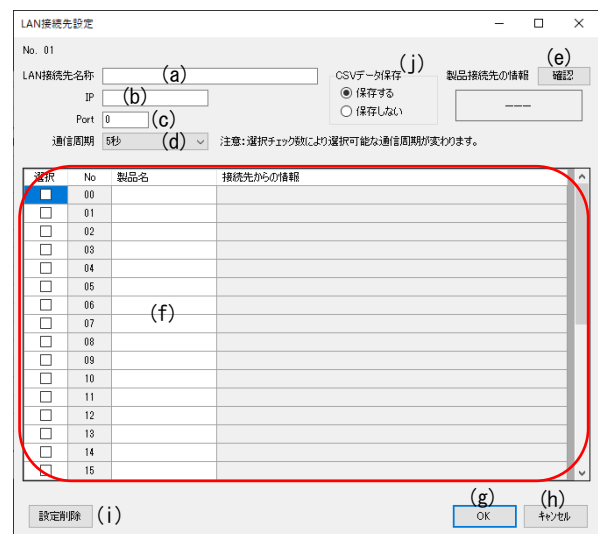 LAN接続先設定
No. 01
(j)
(e)
LAN接続先名称 (a) CSVデータ保存 製品接続先の情報 確認
IP (b) ◉ 保存する ---
Port 0 (c) ○ 保存しない
通信周期 5秒 (d) 注意:選択チェック数により選択可能な通信周期が変わります。
選択 No 製品名 接続先からの情報
00
01
02
03
04
05
06
(f)
07
08
09
10
11
12
13
14
15
(g) (h)
設定削除 (i) OK キャンセル